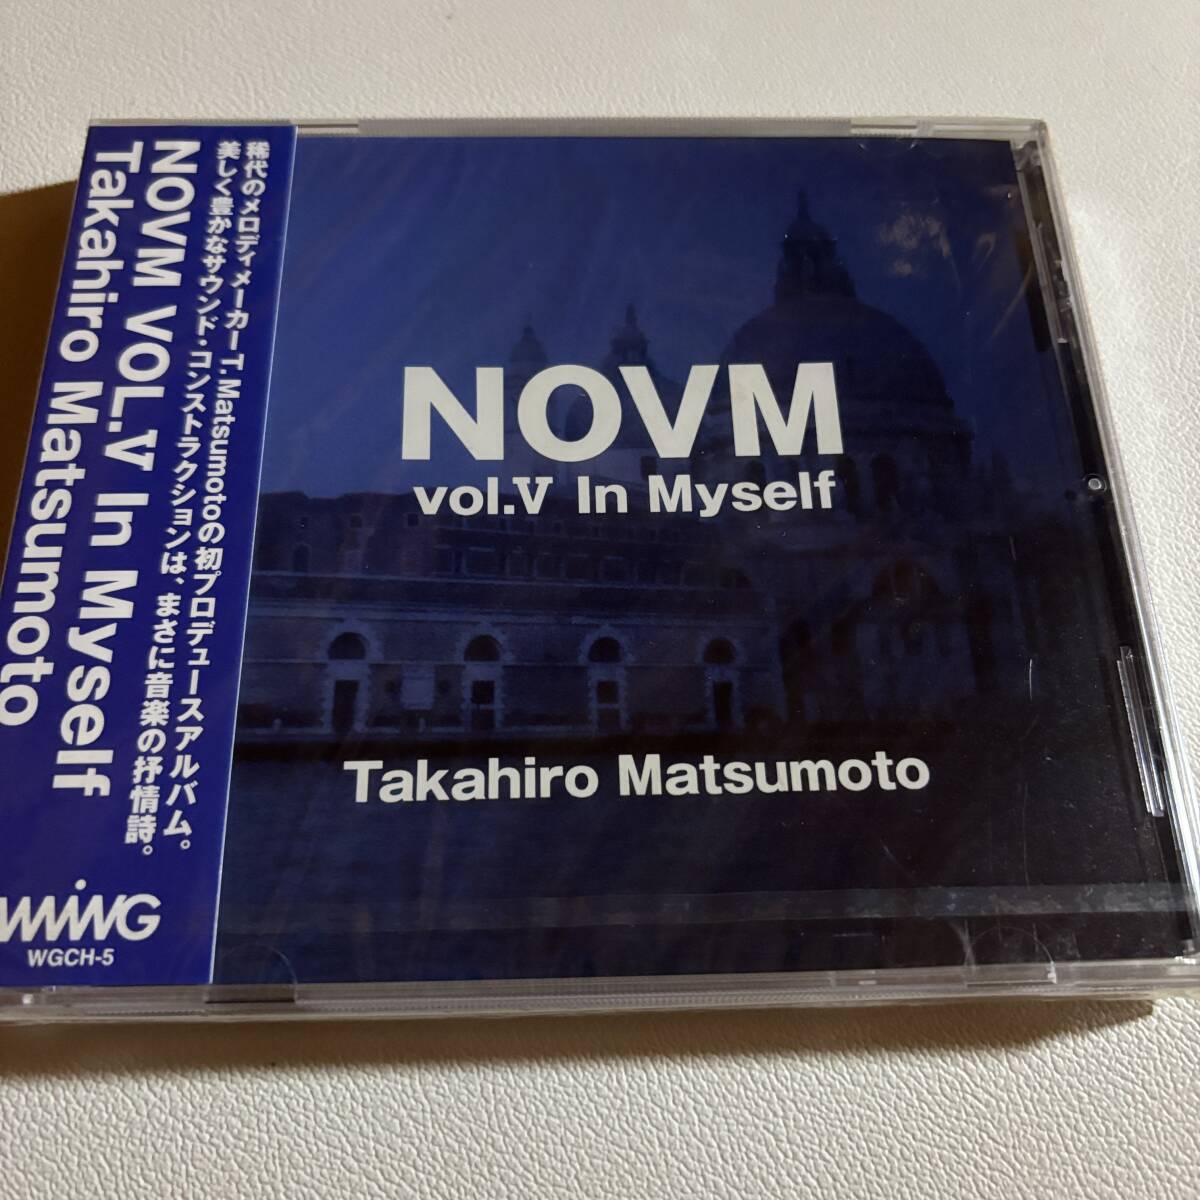 稀代のメロディメーカーT.Matsumotoの初プロデュースアルバム。
美しく豊かなサウンド・コンストラクションは、まさに音楽の抒情詩。
NOVM VOL.V In Myself
Takahiro Matsumoto
WiNG
WGCH-5
NOVM
vol.V In Myself
Takahiro Matsumoto